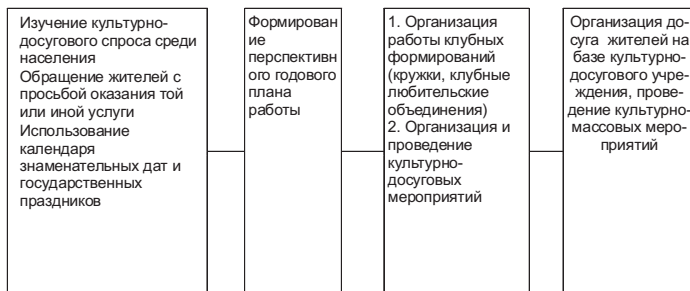 Изучение культурно-
досугового спроса среди
населения
Обращение жителей с
просьбой оказания той
или иной услуги
Использование
календаря
знаменательных дат и
государственных
праздников
Формирован
ие
перспективн
ого годового
плана
работы
1. Организация
работы клубных
формирований
(кружки, клубные
любительские
объединения)
2. Организация и
проведение
культурно-
досуговых
мероприятий
Организация до-
суга жителей на
базе культурно-
досугового учре-
ждения, прове-
дение культурно-
массовых меро-
приятий